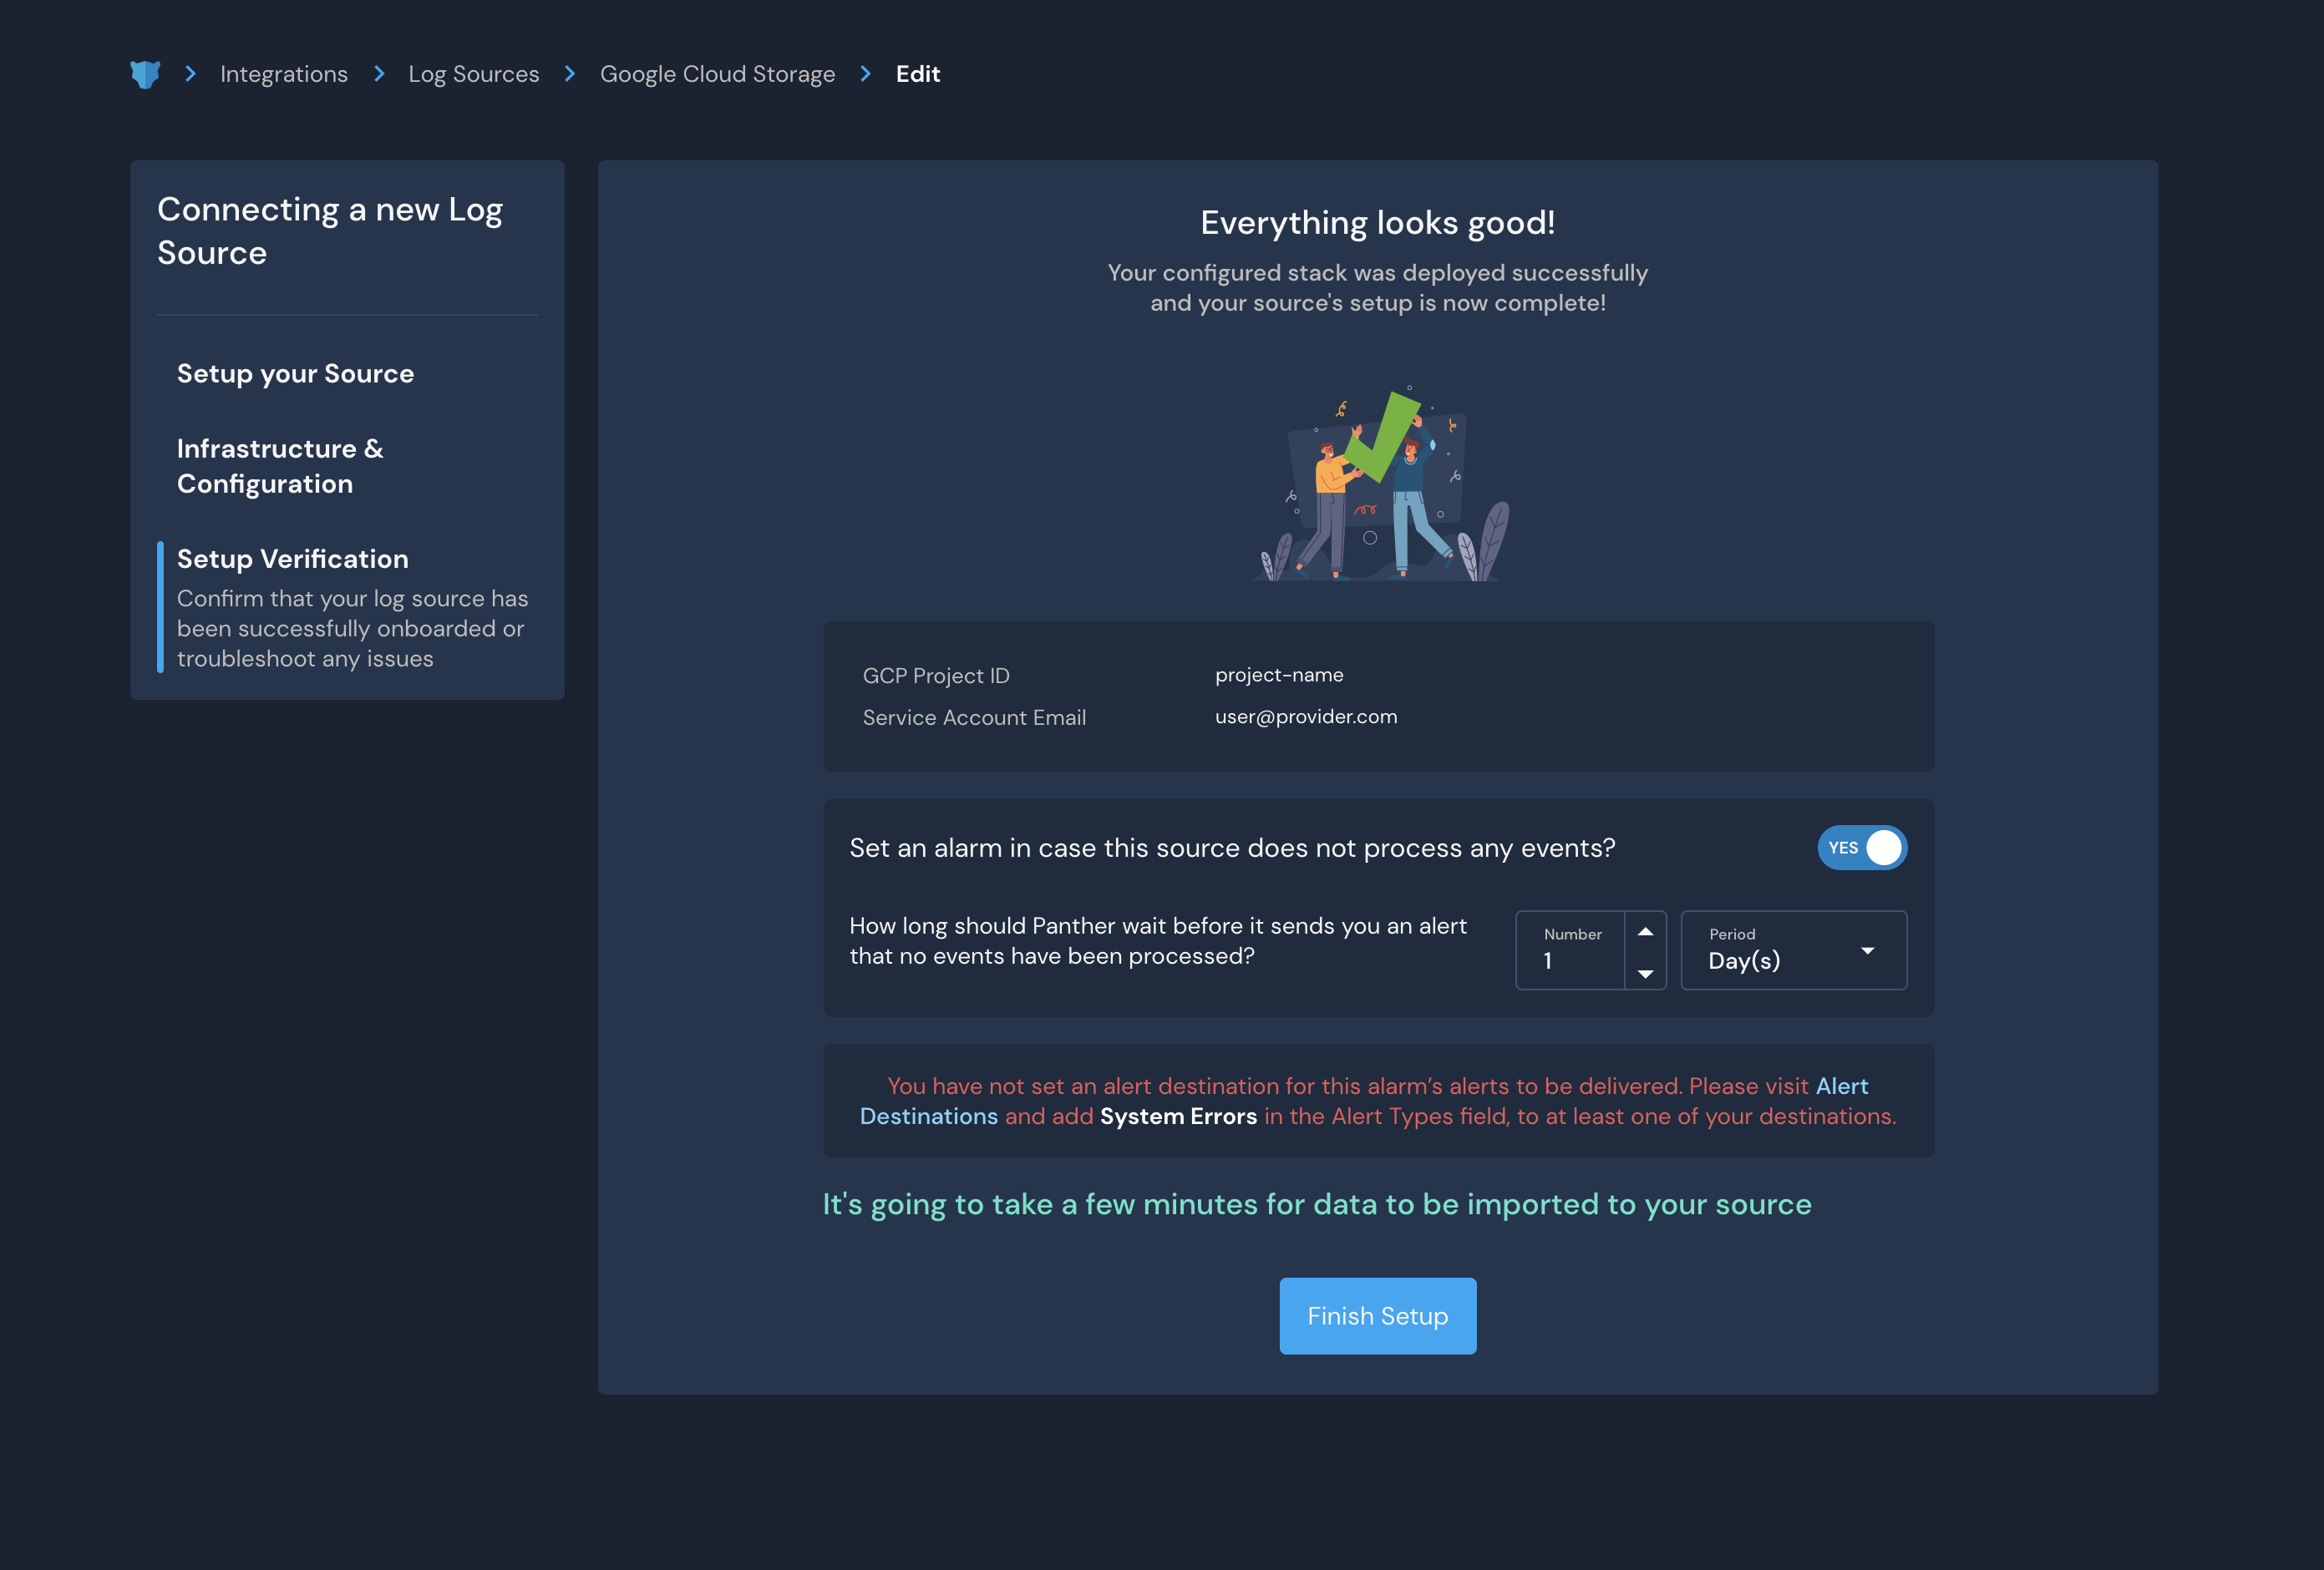 Integrations
Log Sources
Google Cloud Storage
Edit
Connecting a new Log
Source
Setup your Source
Infrastructure &
Configuration
Setup Verification
Confirm that your log source has
been successfully onboarded or
troubleshoot any issues
Everything looks good!
Your configured stack was deployed successfully
and your source's setup is now complete!
GCP Project ID
project-name
Service Account Email
user@provider.com
Set an alarm in case this source does not process any events?
YES
How long should Panther wait before it sends you an alert
that no events have been processed?
Number
1
Period
Day(s)
You have not set an alert destination for this alarm’s alerts to be delivered. Please visit Alert
Destinations and add System Errors in the Alert Types field, to at least one of your destinations.
It's going to take a few minutes for data to be imported to your source
Finish Setup